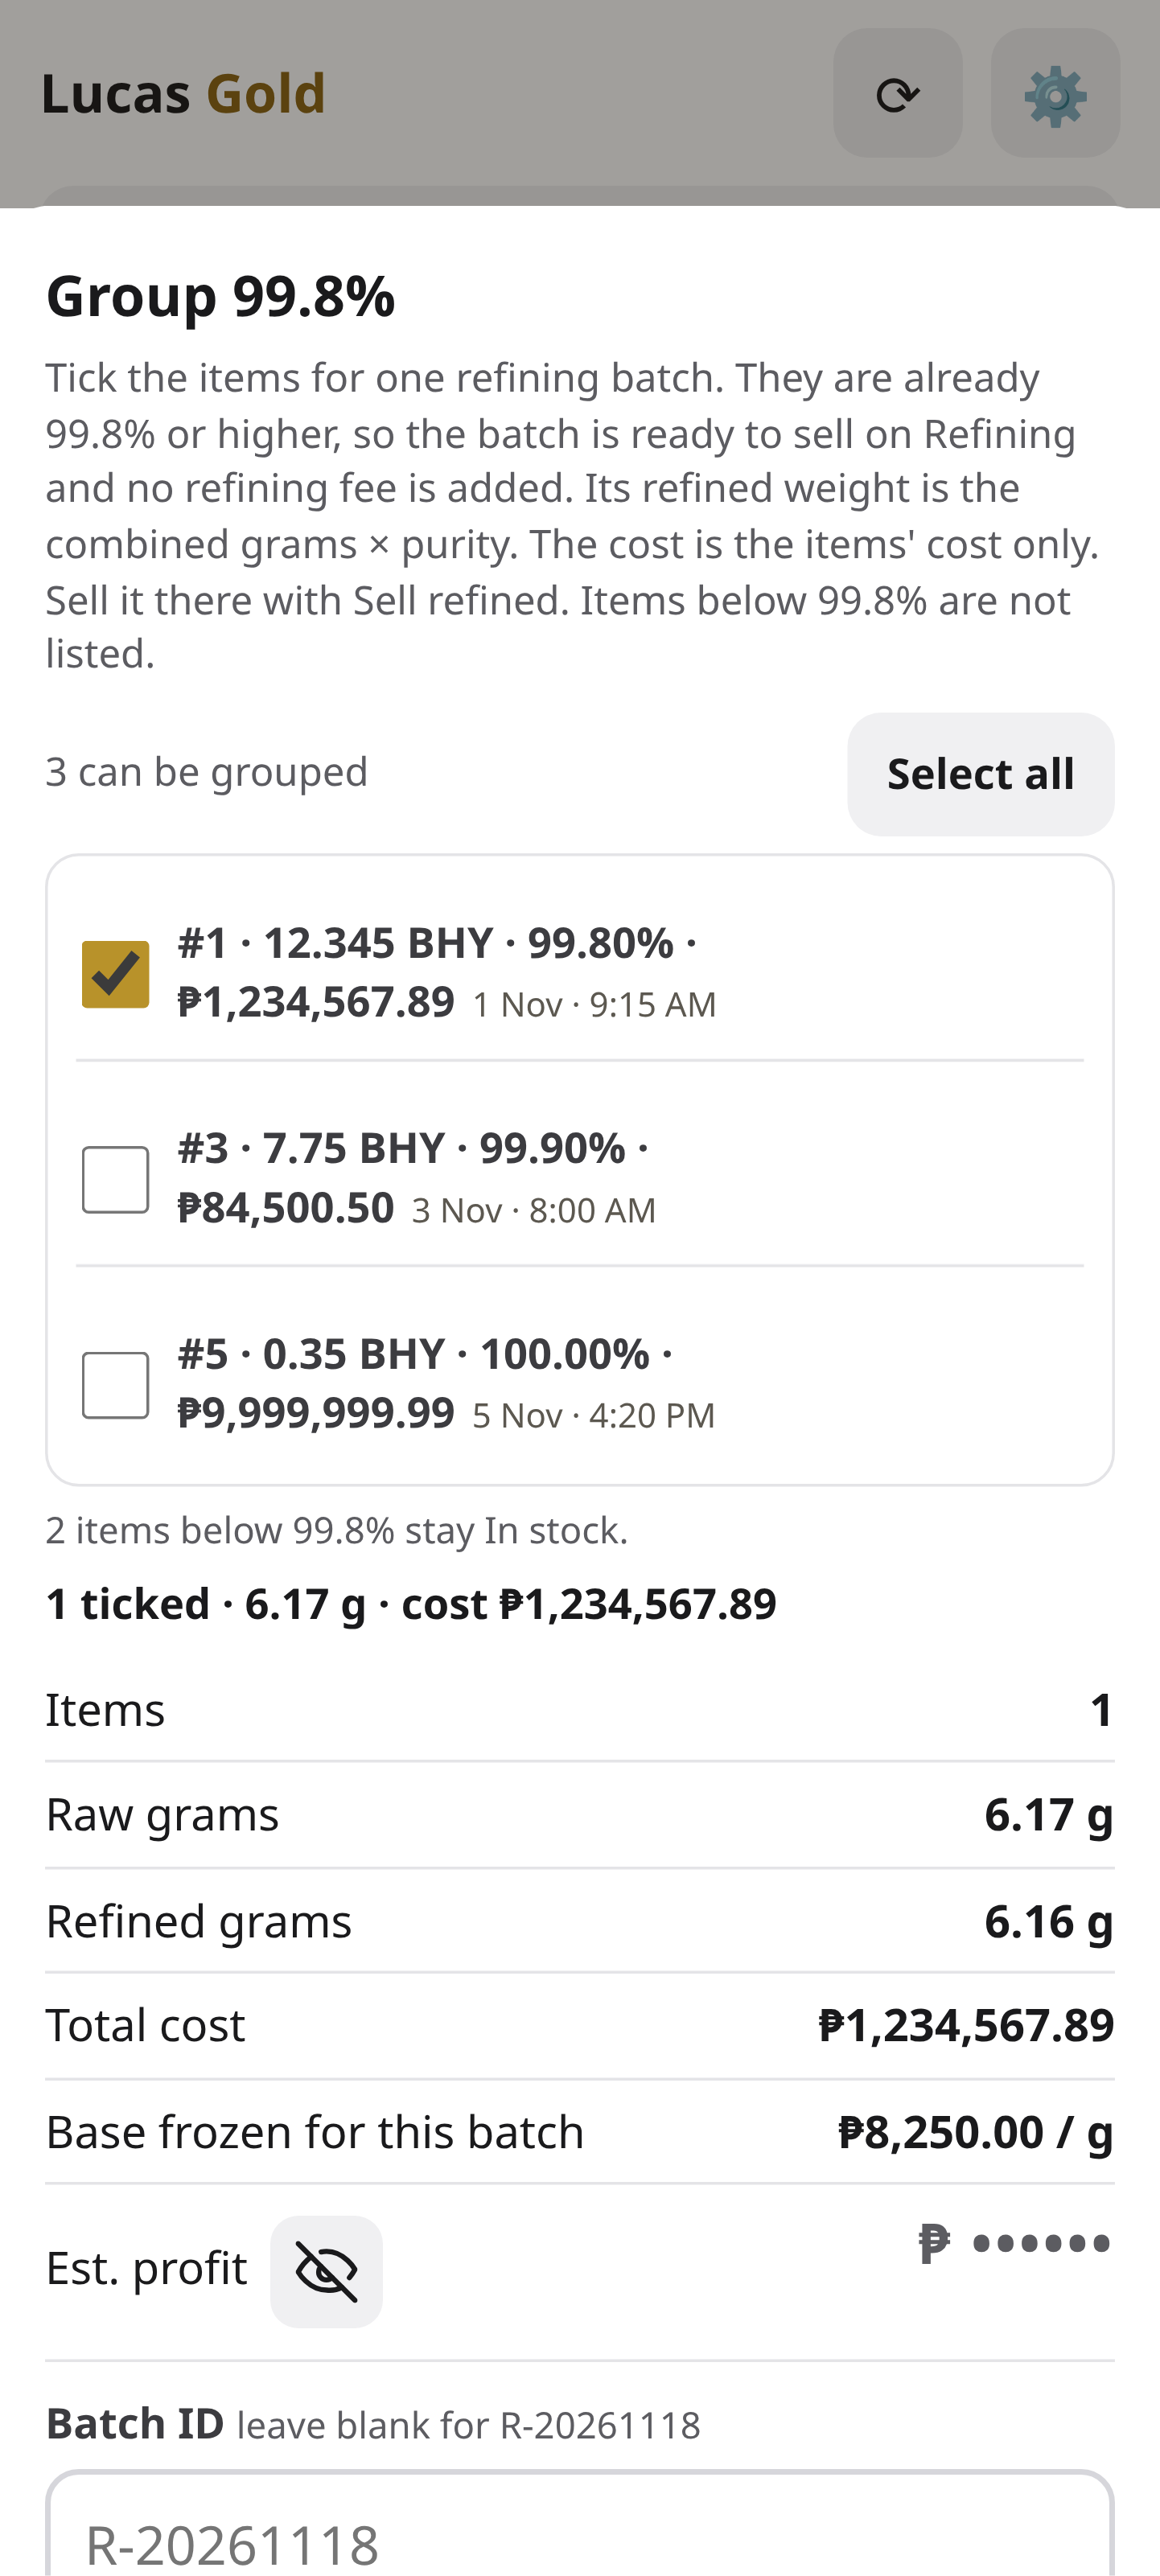 Lucas Gold
Group 99.8%
Tick the items for one refining batch. They are already
99.8% or higher, so the batch is ready to sell on Refining
and no refining fee is added. Its refined weight is the
combined grams × purity. The cost is the items' cost only.
Sell it there with Sell refined. Items below 99.8% are not
listed.
3 can be grouped
Select all
#1 · 12.345 BHY · 99.80% ·
₱1,234,567.89 1 Nov · 9:15 AM
#3 · 7.75 BHY · 99.90% ·
₱84,500.50 3 Nov · 8:00 AM
#5 · 0.35 BHY · 100.00% ·
₱9,999,999.99 5 Nov · 4:20 PM
2 items below 99.8% stay In stock.
1 ticked · 6.17 g · cost ₱1,234,567.89
Items 1
Raw grams 6.17 g
Refined grams 6.16 g
Total cost ₱1,234,567.89
Base frozen for this batch ₱8,250.00 / g
Est. profit ₱ ••••••
Batch ID leave blank for R-20261118
R-20261118